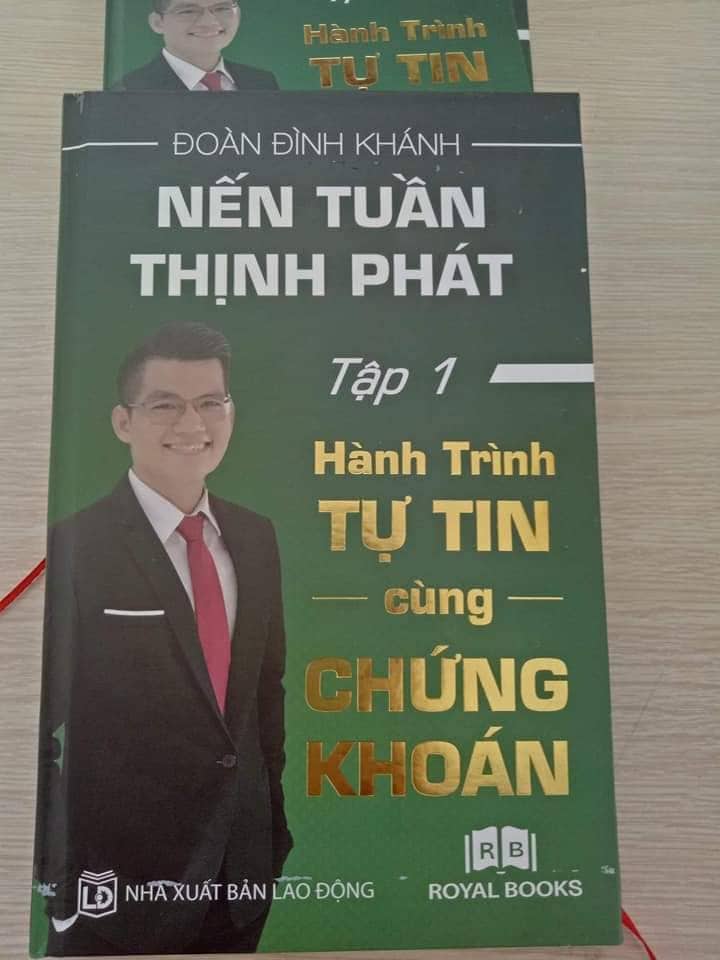 Hành Trình
TỰ TIN
ĐOÀN ĐÌNH KHÁNH
NẾN TUẦN
THỊNH PHÁT
Tập 1
Hành Trình
TỰ TIN
cùng
CHỨNG
KHOÁN
LĐ NHÀ XUẤT BẢN LAO ĐỘNG
RB
ROYAL BOOKS